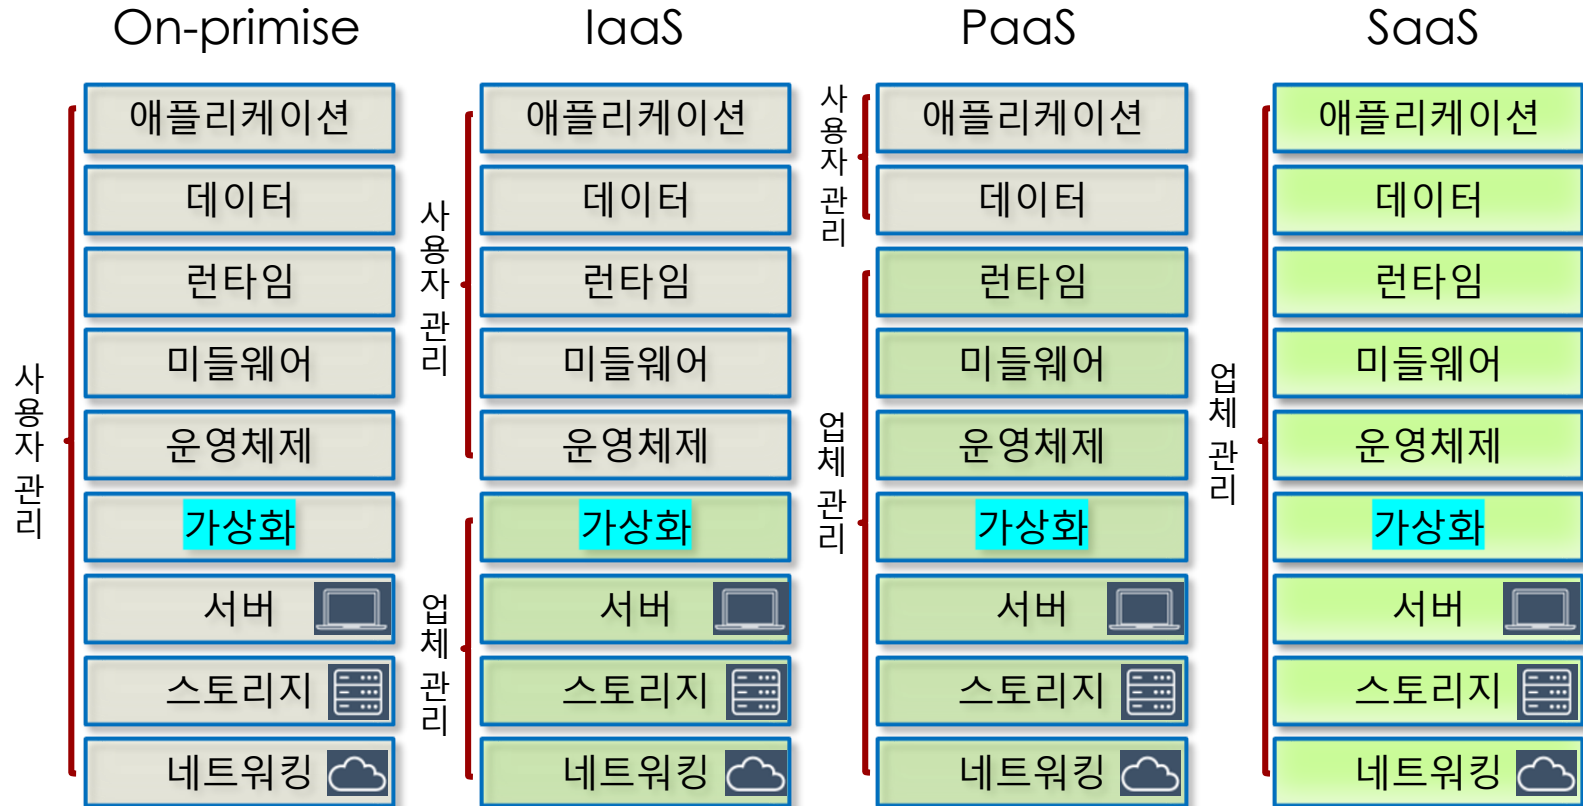 On-primise
IaaS
PaaS
SaaS
사용자 관리
애플리케이션
데이터
런타임
미들웨어
운영체제
가상화
서버
스토리지
네트워킹
사용자 관리
업체 관리
애플리케이션
데이터
런타임
미들웨어
운영체제
가상화
서버
스토리지
네트워킹
사용자 관리
업체 관리
애플리케이션
데이터
런타임
미들웨어
운영체제
가상화
서버
스토리지
네트워킹
업체 관리
애플리케이션
데이터
런타임
미들웨어
운영체제
가상화
서버
스토리지
네트워킹